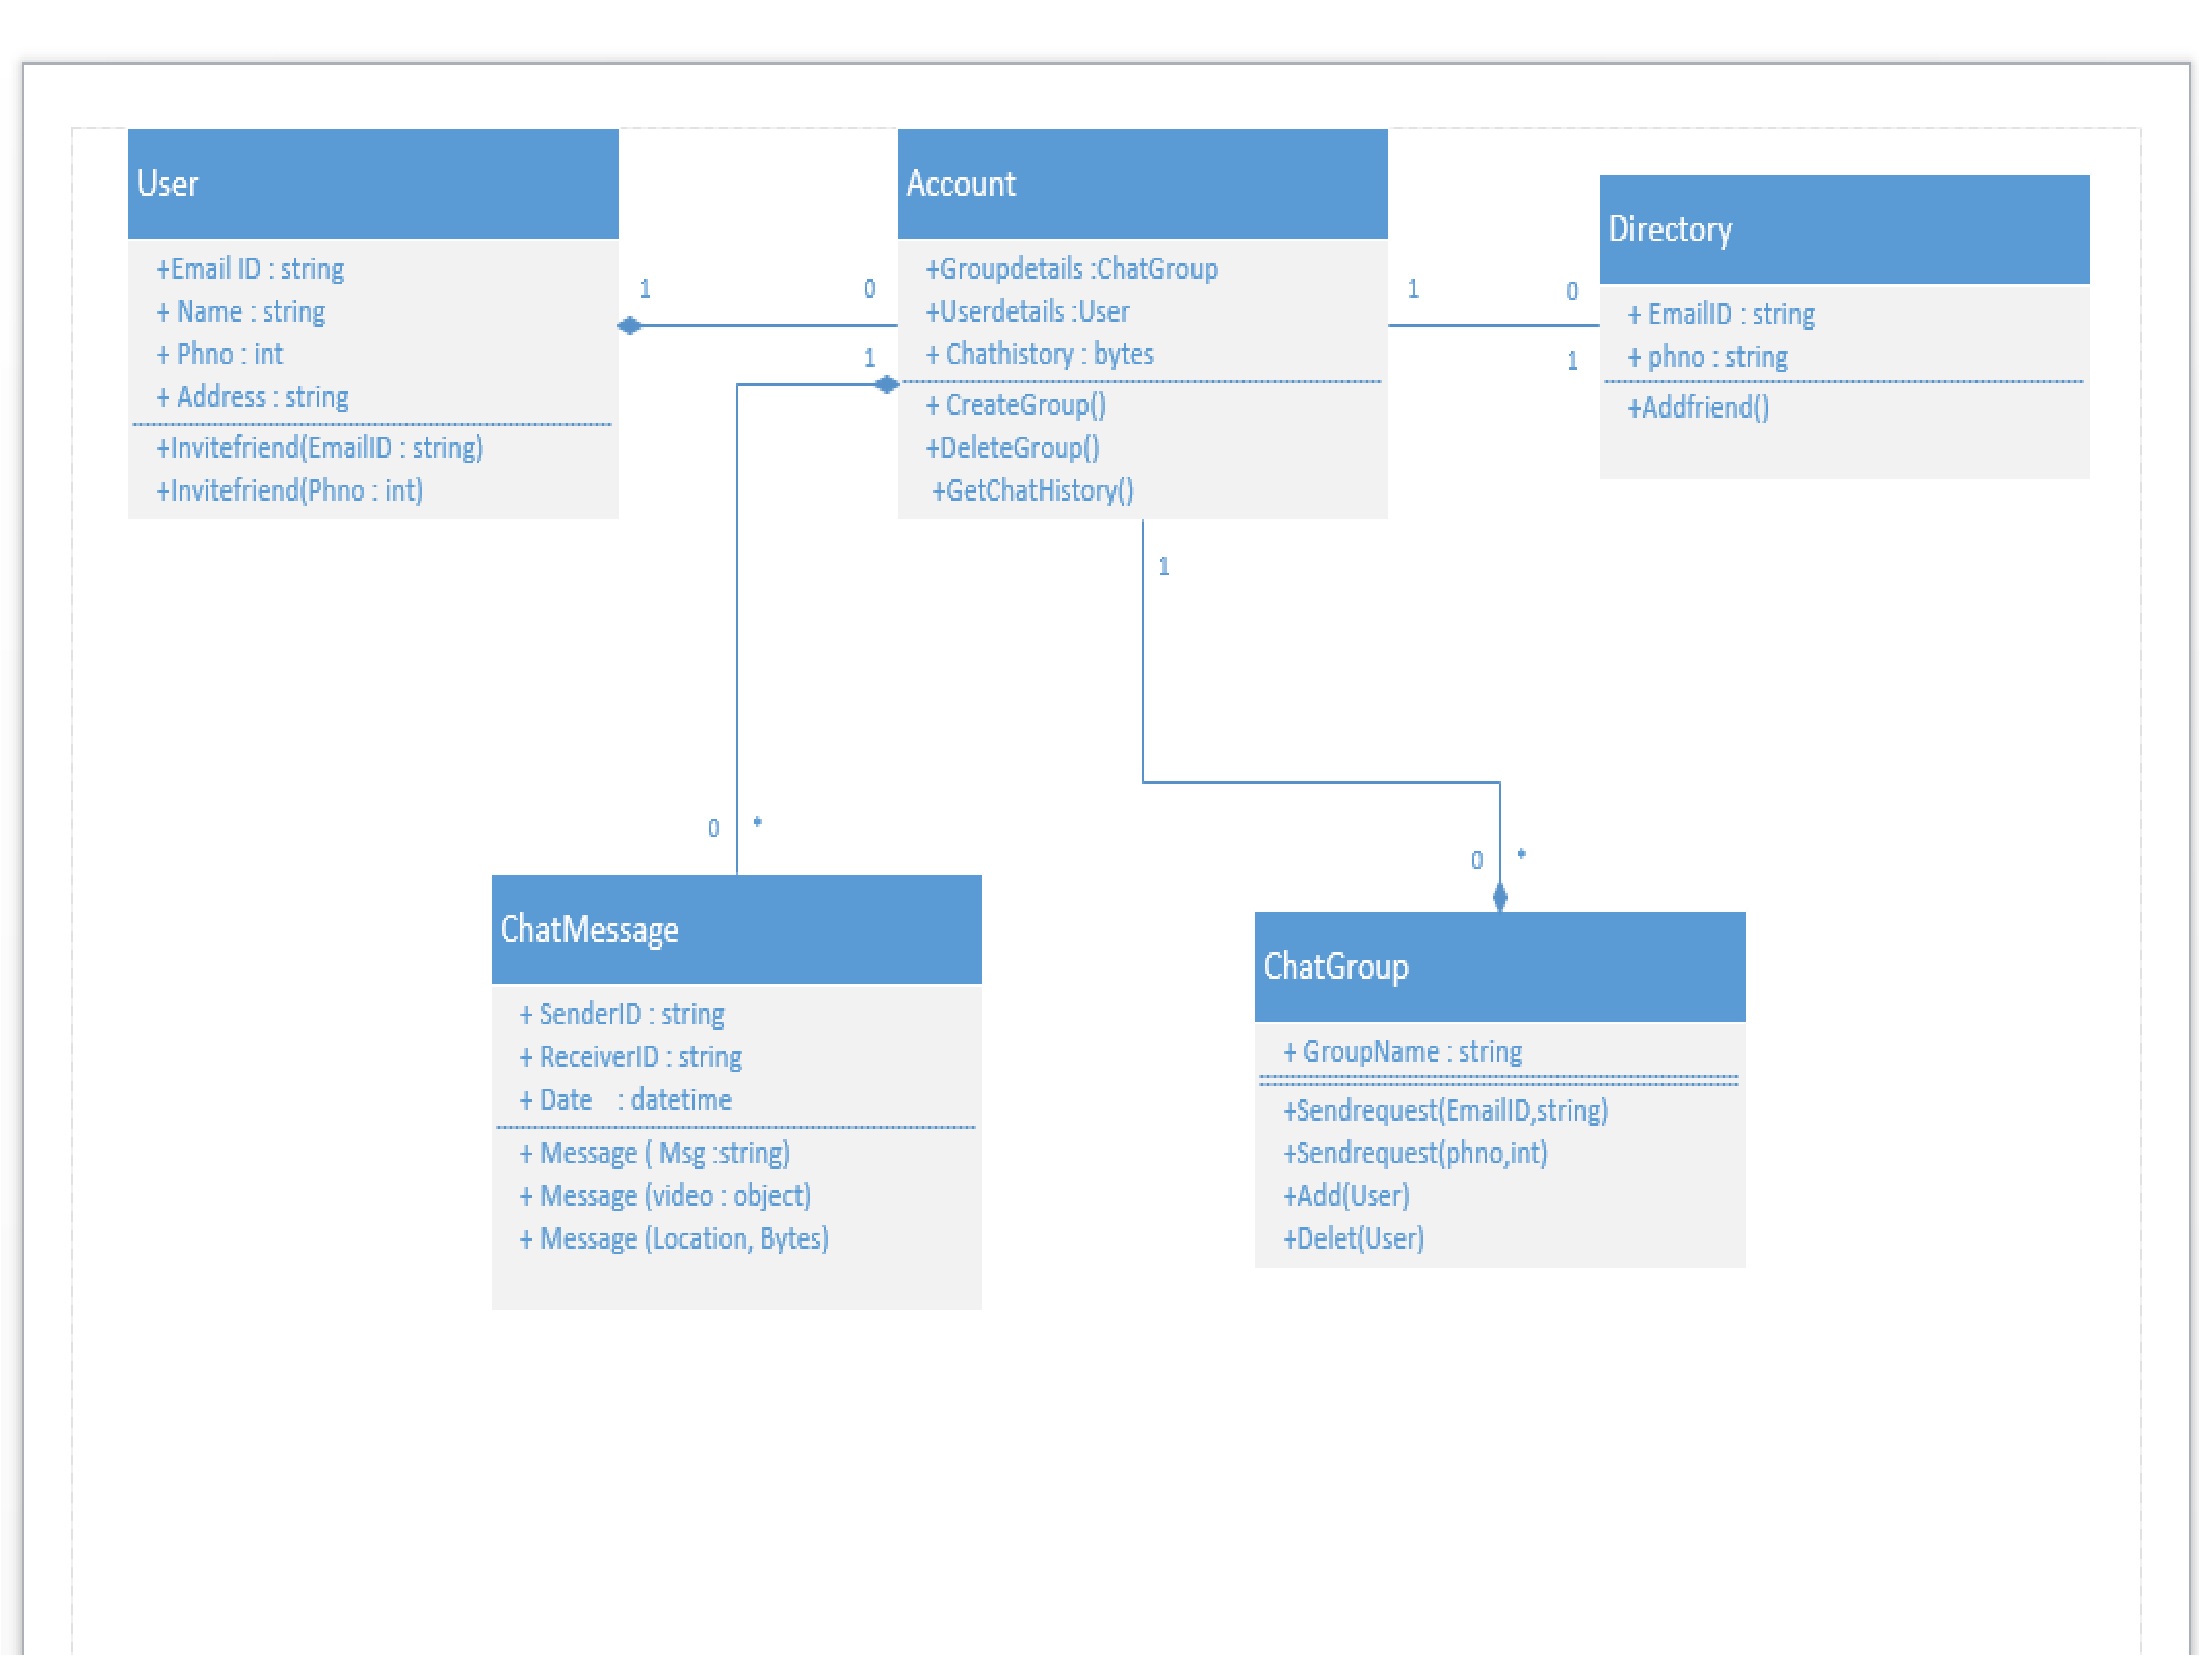 User
+Email ID : string
+ Name : string
+ Phno : int
+ Address : string
+Invitefriend(EmailID : string)
+Invitefriend(Phno : int)
1
0
1
Account
+Groupdetails :ChatGroup
+Userdetails :User
+ Chathistory : bytes
+ CreateGroup()
+DeleteGroup()
+GetChatHistory()
1
0
1
Directory
+ EmailID : string
+ phno : string
+Addfriend()
1
0 *
0 *
ChatMessage
+ SenderID : string
+ ReceiverID : string
+ Date : datetime
+ Message ( Msg :string)
+ Message (video : object)
+ Message (Location, Bytes)
ChatGroup
+ GroupName : string
+Sendrequest(EmailID,string)
+Sendrequest(phno,int)
+Add(User)
+Delet(User)